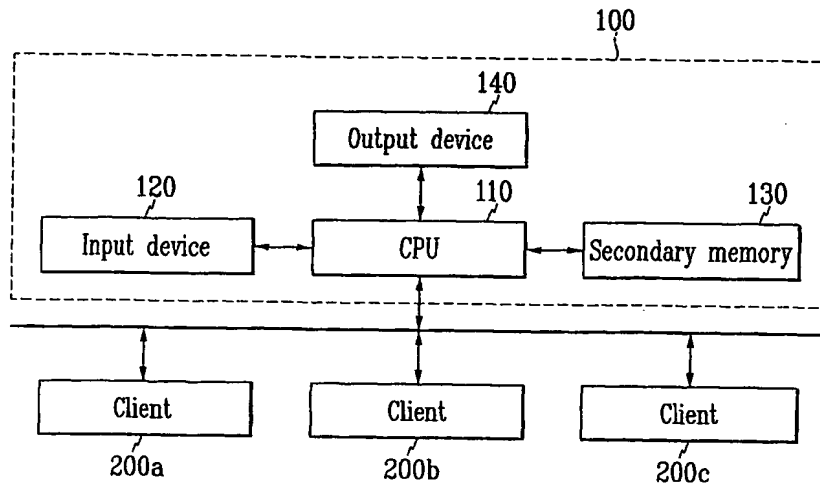 100
140
Output device
120
110
130
Input device
CPU
Secondary memory
Client
Client
Client
200a
200b
200c